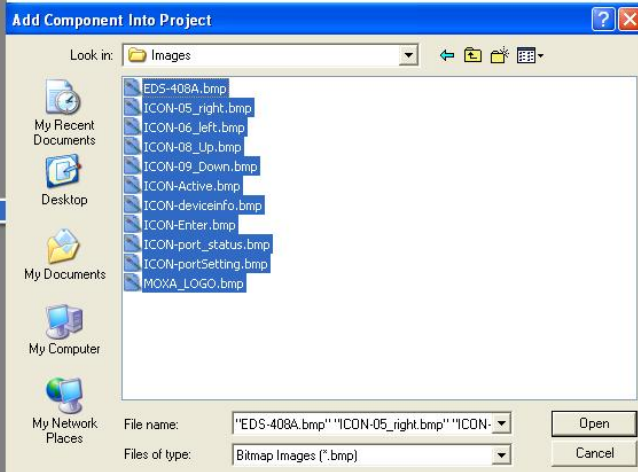 Add Component Into Project
Look in: Images
EDS-408A.bmp
ICON-05_right.bmp
ICON-06_left.bmp
ICON-08_Up.bmp
ICON-09_Down.bmp
ICON-Active.bmp
ICON-deviceinfo.bmp
ICON-Enter.bmp
ICON-port_status.bmp
ICON-portSetting.bmp
MOXA_LOGO.bmp
My Recent
Documents
Desktop
My Documents
My Computer
My Network
Places
File name: "EDS-408A.bmp" "ICON-05_right.bmp" "ICON- Open
Files of type: Bitmap Images (*.bmp) Cancel